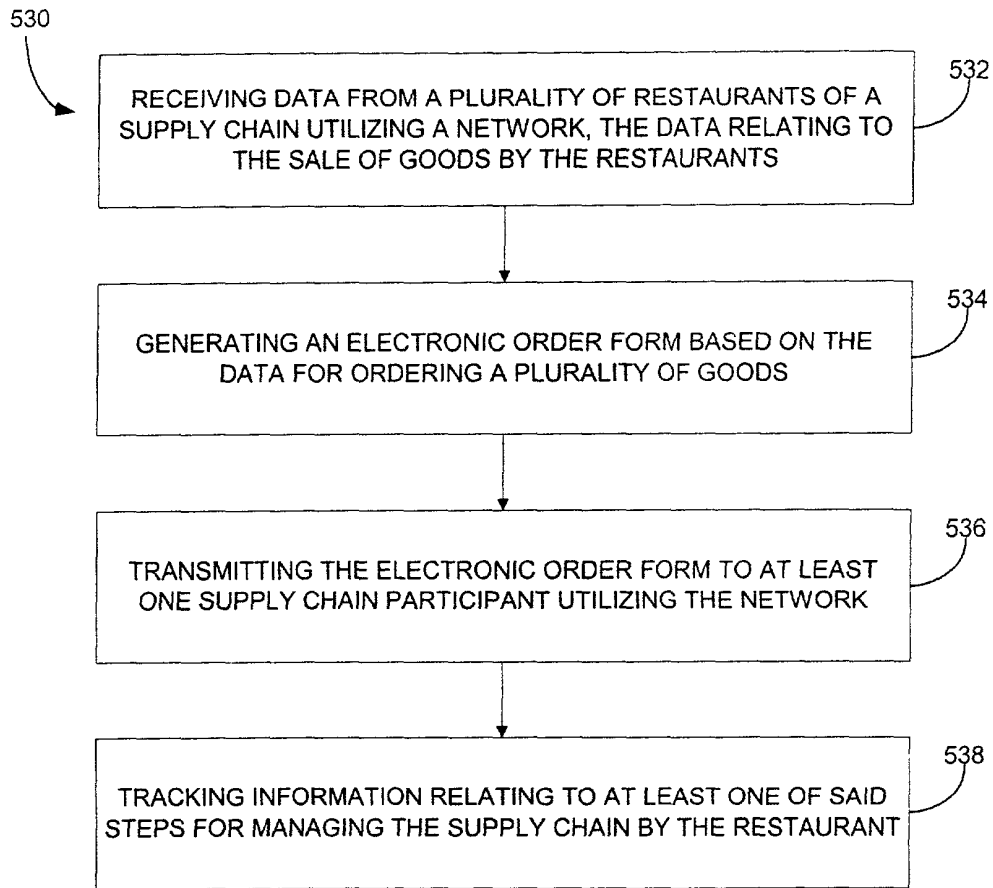 530
532
RECEIVING DATA FROM A PLURALITY OF RESTAURANTS OF A
SUPPLY CHAIN UTILIZING A NETWORK, THE DATA RELATING TO
THE SALE OF GOODS BY THE RESTAURANTS
534
GENERATING AN ELECTRONIC ORDER FORM BASED ON THE
DATA FOR ORDERING A PLURALITY OF GOODS
536
TRANSMITTING THE ELECTRONIC ORDER FORM TO AT LEAST
ONE SUPPLY CHAIN PARTICIPANT UTILIZING THE NETWORK
538
TRACKING INFORMATION RELATING TO AT LEAST ONE OF SAID
STEPS FOR MANAGING THE SUPPLY CHAIN BY THE RESTAURANT